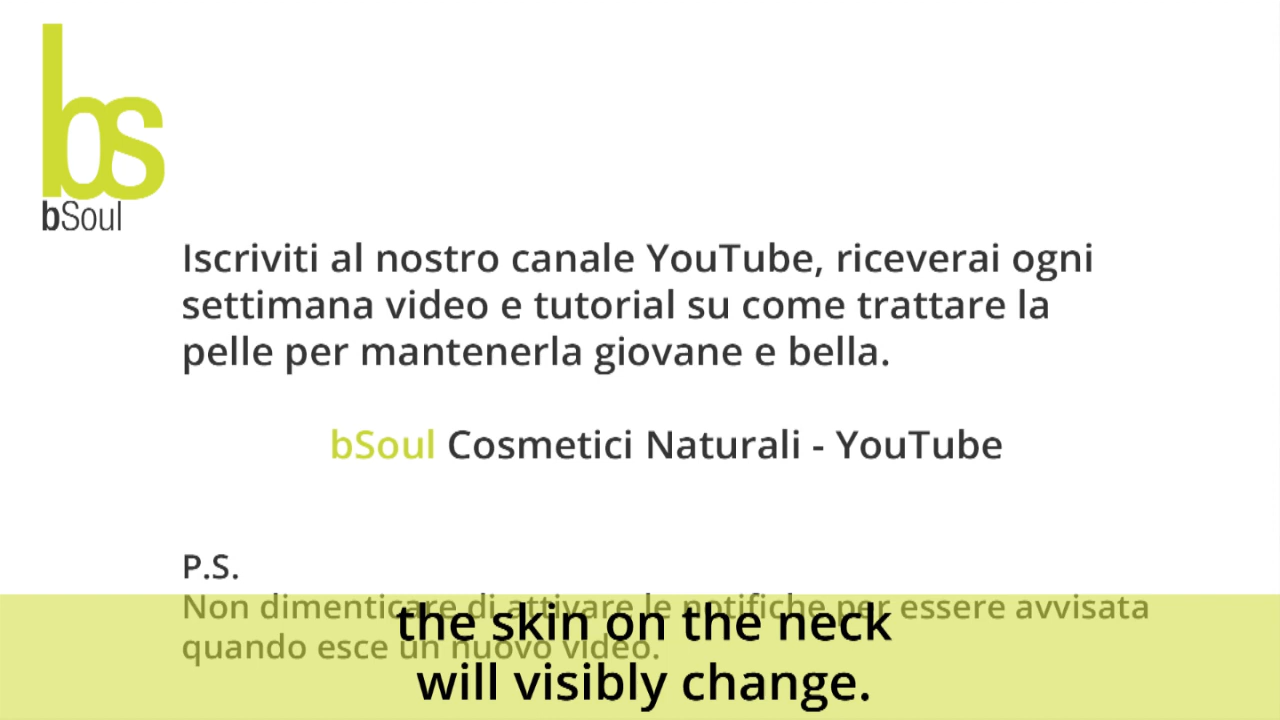 bs
bSoul
Iscriviti al nostro canale YouTube, riceverai ogni
settimana video e tutorial su come trattare la
pelle per mantenerla giovane e bella.
bSoul Cosmetici Naturali - YouTube
P.S.
Non dimenticare di attivare le notifiche per essere avvisata
quando esce un nuovo video.
the skin on the neck
will visibly change.